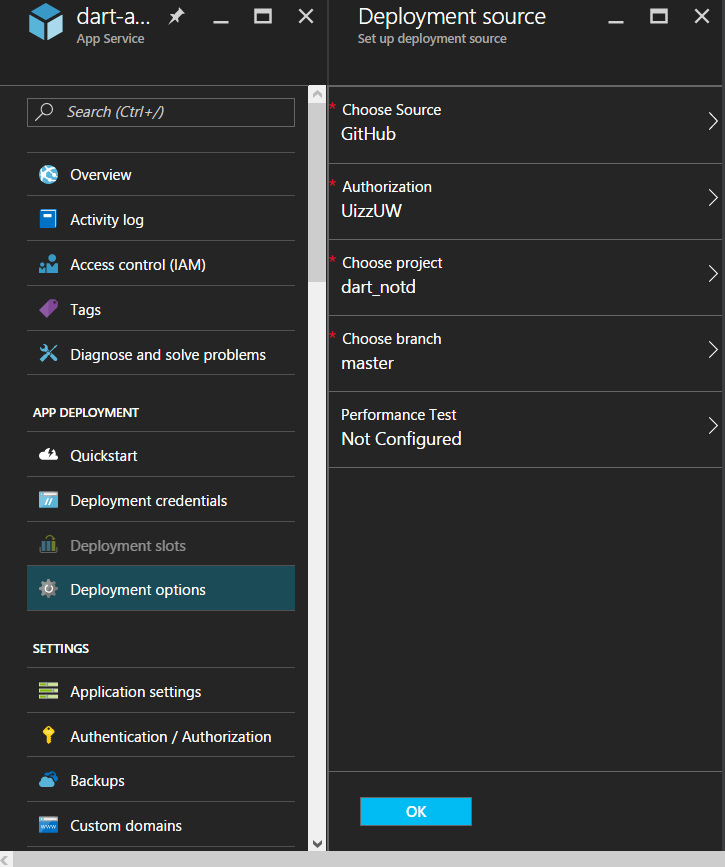 dart-a...
App Service
Search (Ctrl+/)
Overview
Activity log
Access control (IAM)
Tags
Diagnose and solve problems
APP DEPLOYMENT
Quickstart
Deployment credentials
Deployment slots
Deployment options
SETTINGS
Application settings
Authentication / Authorization
Backups
www
Custom domains
Deployment source
Set up deployment source
* Choose Source
GitHub
* Authorization
UizzUW
* Choose project
dart_notd
* Choose branch
master
Performance Test
Not Configured
OK